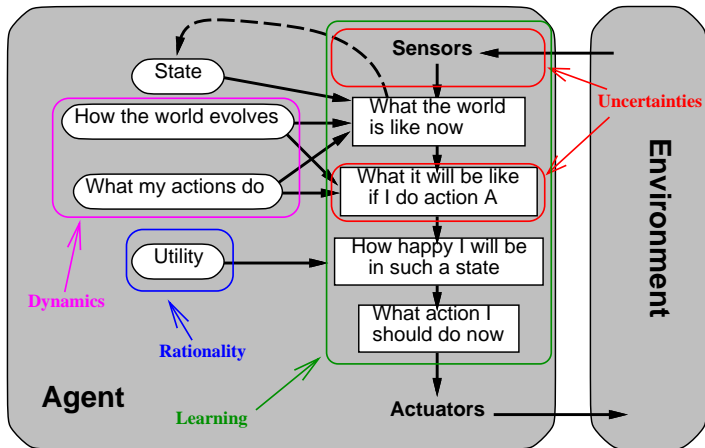 Sensors
State
Uncertainties
What the world
is like now
How the world evolves
What my actions do
What it will be like
if I do action A
Environment
Utility
How happy I will be
in such a state
Dynamics
Rationality
What action I
should do now
Agent
Learning
Actuators